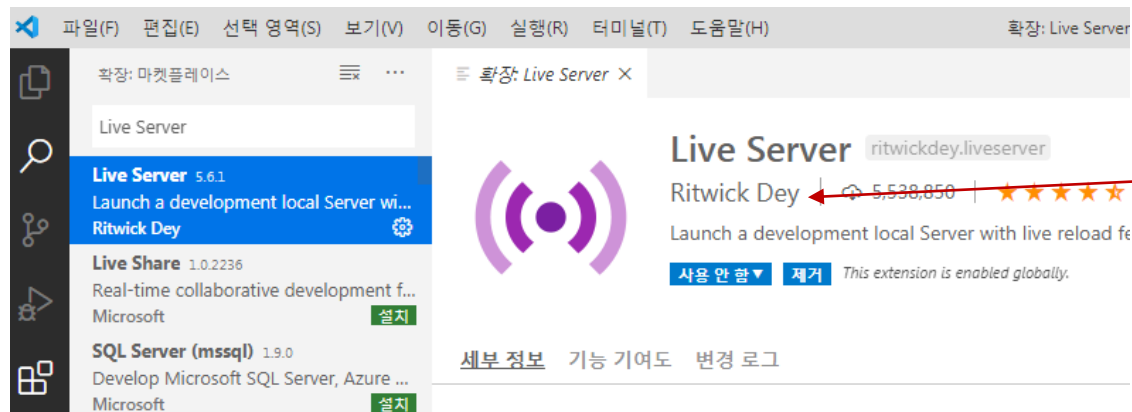 파일(F) 편집(E) 선택 영역(S) 보기(V) 이동(G) 실행(R) 터미널(T) 도움말(H) 확장: Live Server
확장: 마켓플레이스
Live Server
Live Server 5.6.1
Launch a development local Server wi...
Ritwick Dey
Live Share 1.0.2236
Real-time collaborative development f...
Microsoft 설치
SQL Server (mssql) 1.9.0
Develop Microsoft SQL Server, Azure ...
Microsoft 설치
확장: Live Server
Live Server ritwickdey.liveserver
Ritwick Dey 5,538,850
Launch a development local Server with live reload fe
사용 안 함 제거 This extension is enabled globally.
세부 정보 기능 기여도 변경 로그